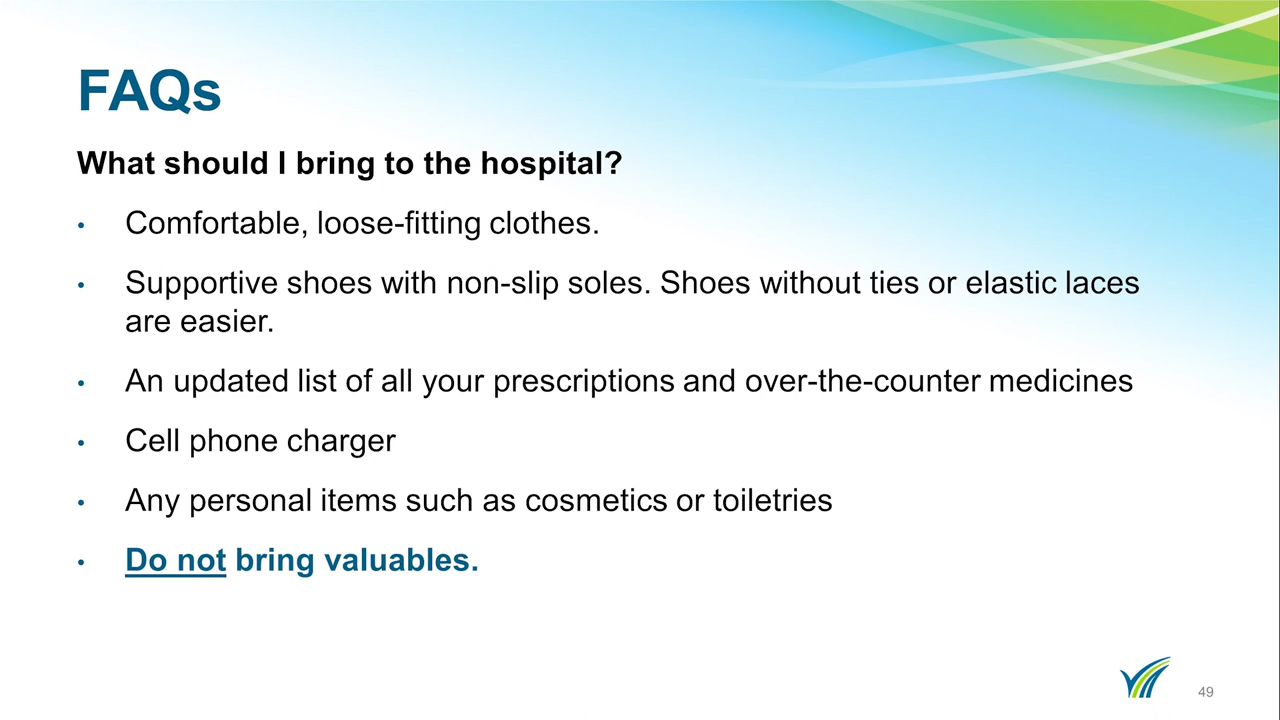 FAQs
What should I bring to the hospital?
• Comfortable, loose-fitting clothes.
• Supportive shoes with non-slip soles. Shoes without ties or elastic laces
are easier.
• An updated list of all your prescriptions and over-the-counter medicines
• Cell phone charger
• Any personal items such as cosmetics or toiletries
• Do not bring valuables.
49